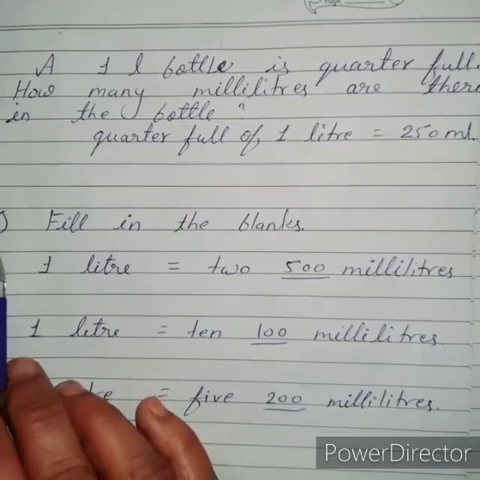 A 1 l bottle is quarter full.
How many millilitres are there
in the bottle?
quarter full of 1 litre = 250 ml.
Fill in the blanks.
1 litre = two 500 millilitres
1 litre = ten 100 millilitres.
= five 200 millilitres.
PowerDirector